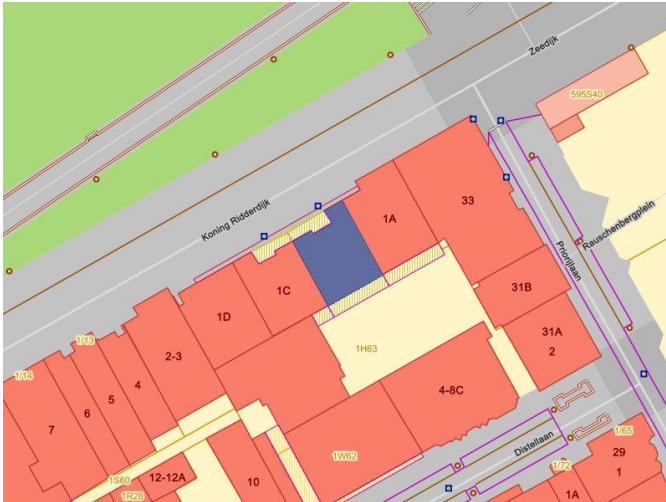 Zeedijk
595S40
Koning Ridderdijk
1A
33
Rauschenbergplein
Priorijlaan
1C
31B
1D
31A
2
2-3
1H63
1/13
4
1/14
5
4-8C
6
7
Distellaan
1/65
1W62
29
1
1/72
12-12A
10
1S60
1R28
1A